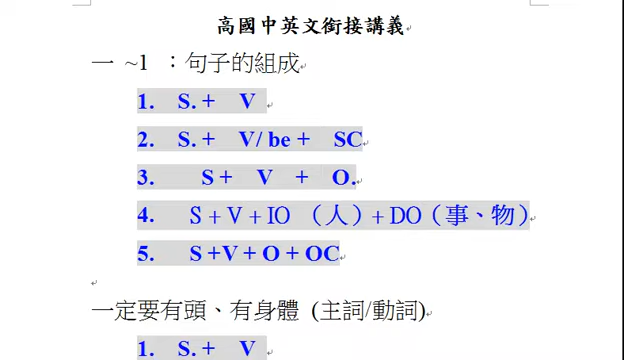 高國中英文銜接講義
一 ~1 ：句子的組成
1. S. + V
2. S. + V/ be + SC
3. S + V + O.
4. S + V + IO （人）+ DO（事、物）
5. S +V + O + OC
一定要有頭、有身體 (主詞/動詞)
1. S. + V